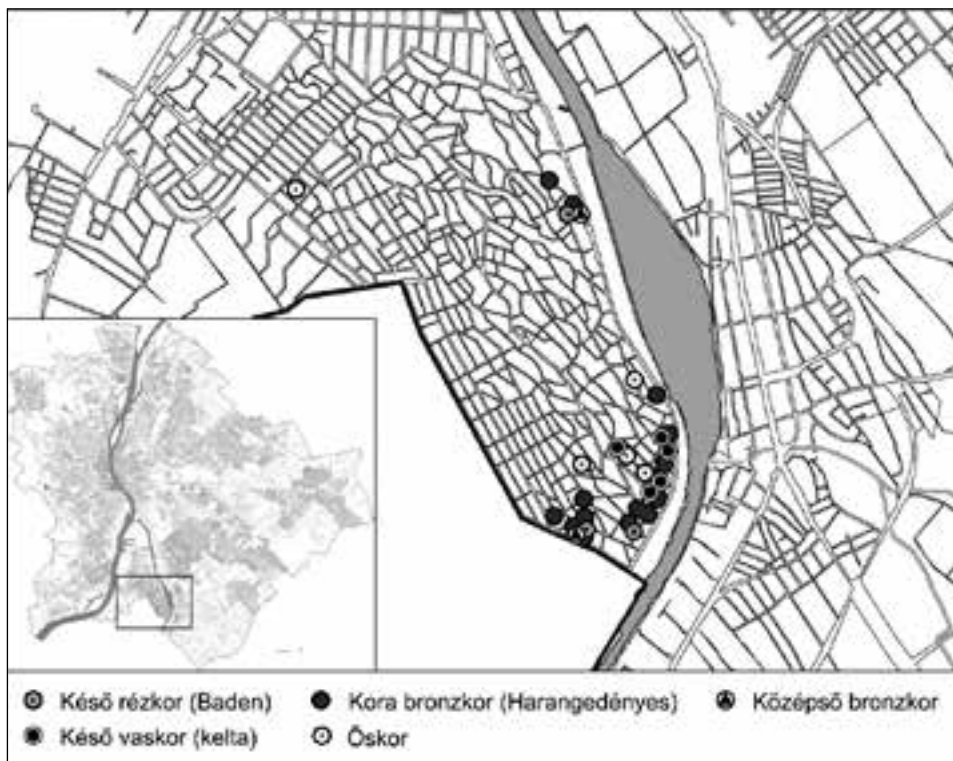 Késő rézkor (Baden) Kora bronzkor (Harangedényes) Középső bronzkor
Késő vaskor (kelta) Őskor